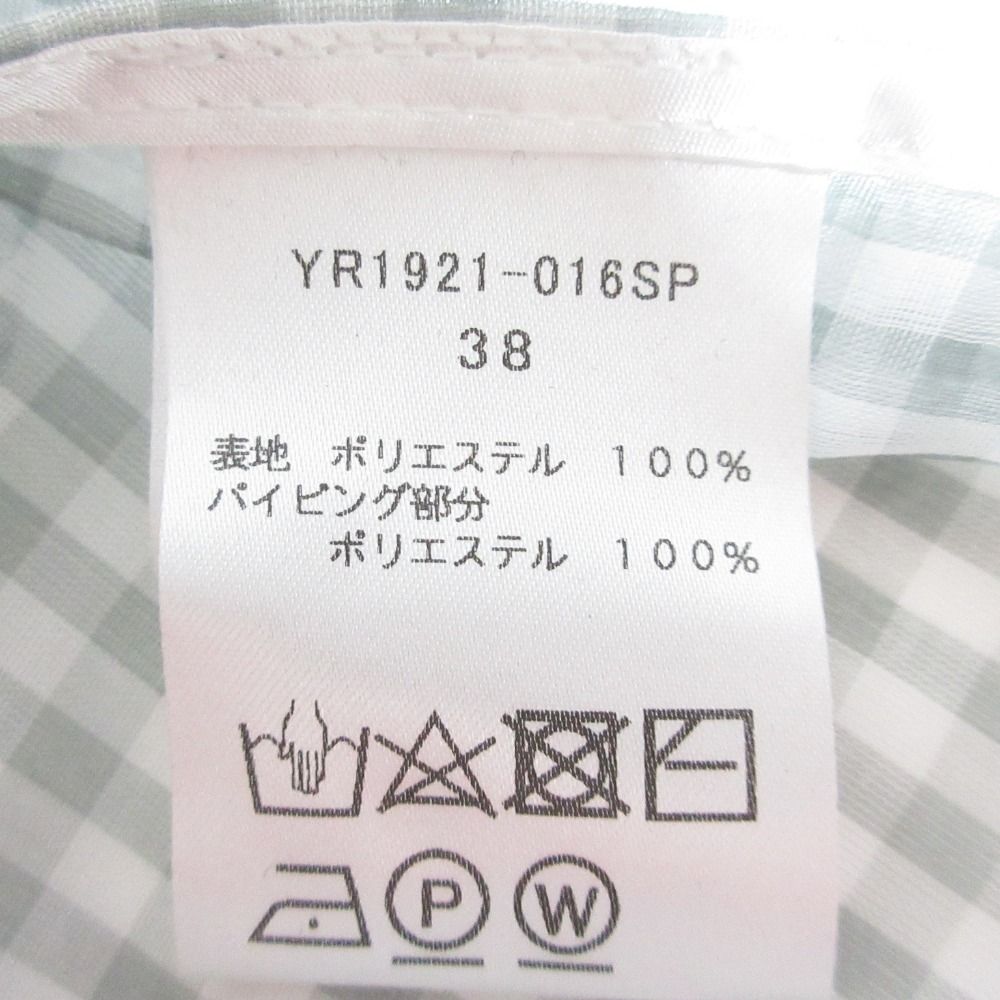 YR1921-016SP
38
表地 ポリエステル 100%
パイピング部分
ポリエステル 100%
P W